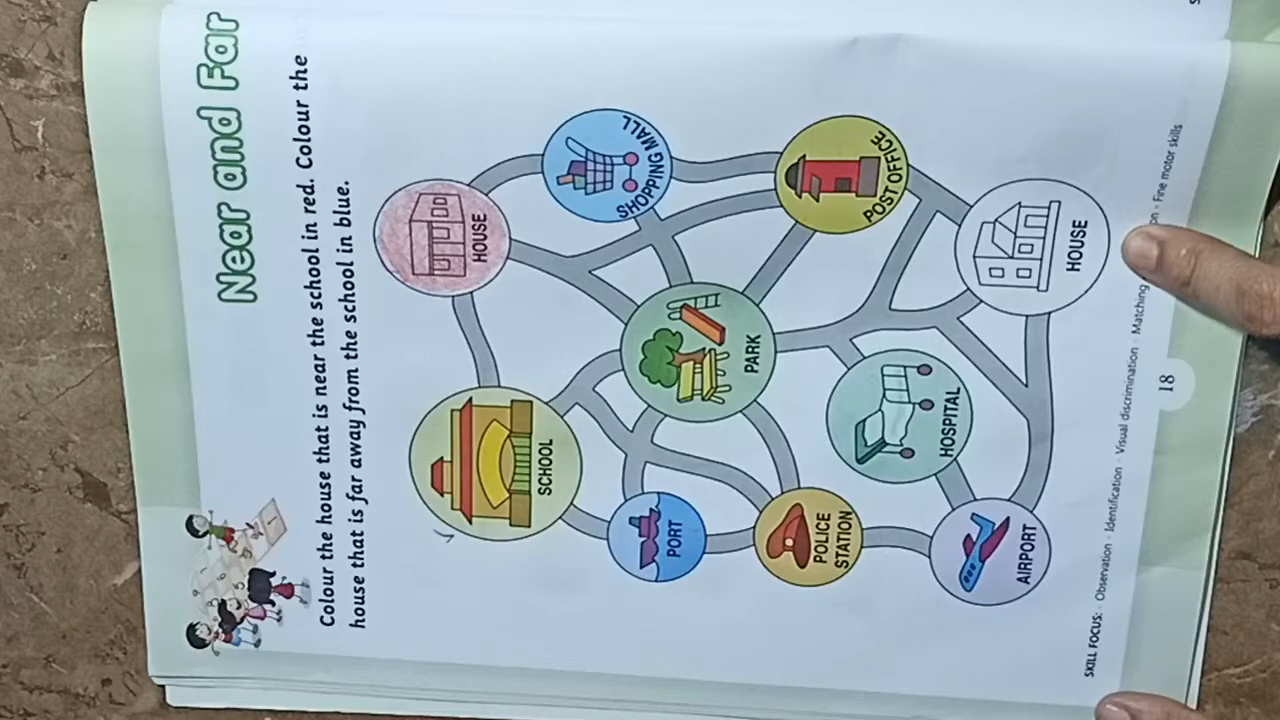 Near and Far
Colour the house that is near the school in red. Colour the
house that is far away from the school in blue.
HOUSE
SHOPPING MALL
SCHOOL
PARK
POST OFFICE
PORT
POLICE
STATION
HOSPITAL
HOUSE
AIRPORT
SKILL FOCUS: • Observation • Identification • Visual discrimination • Matching • Fine motor skills
18